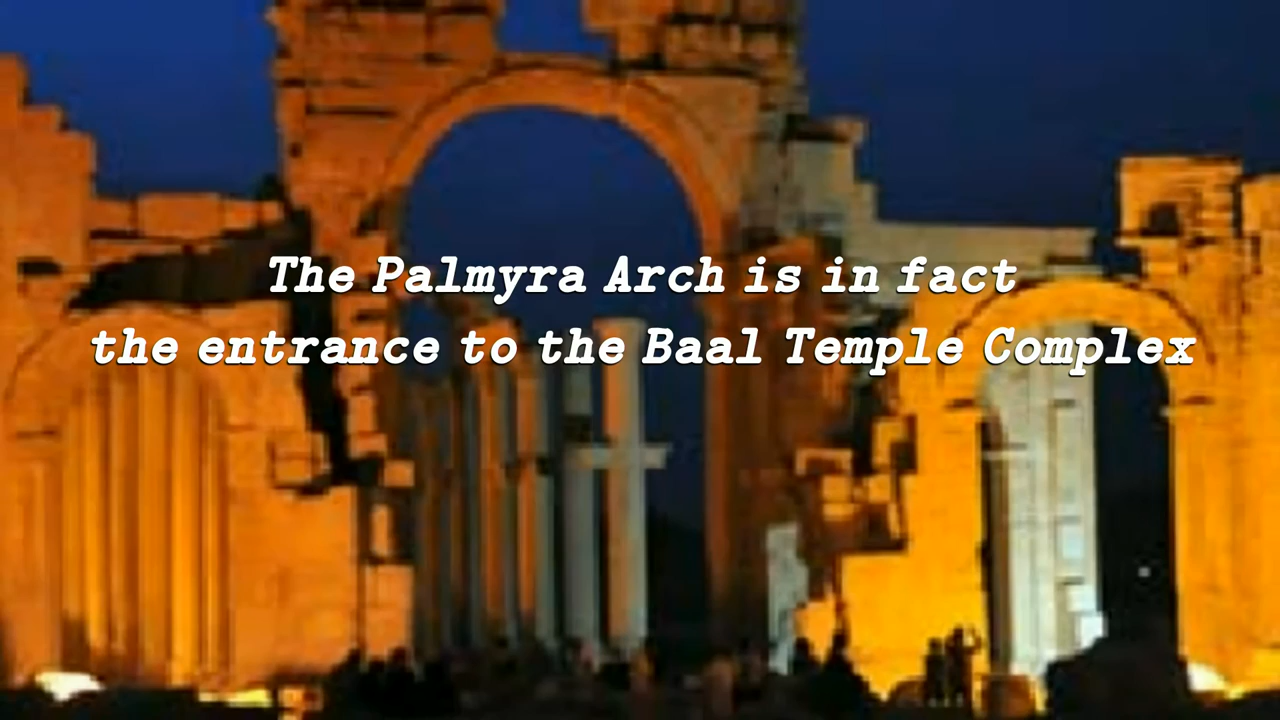 The Palmyra Arch is in fact
the entrance to the Baal Temple Complex